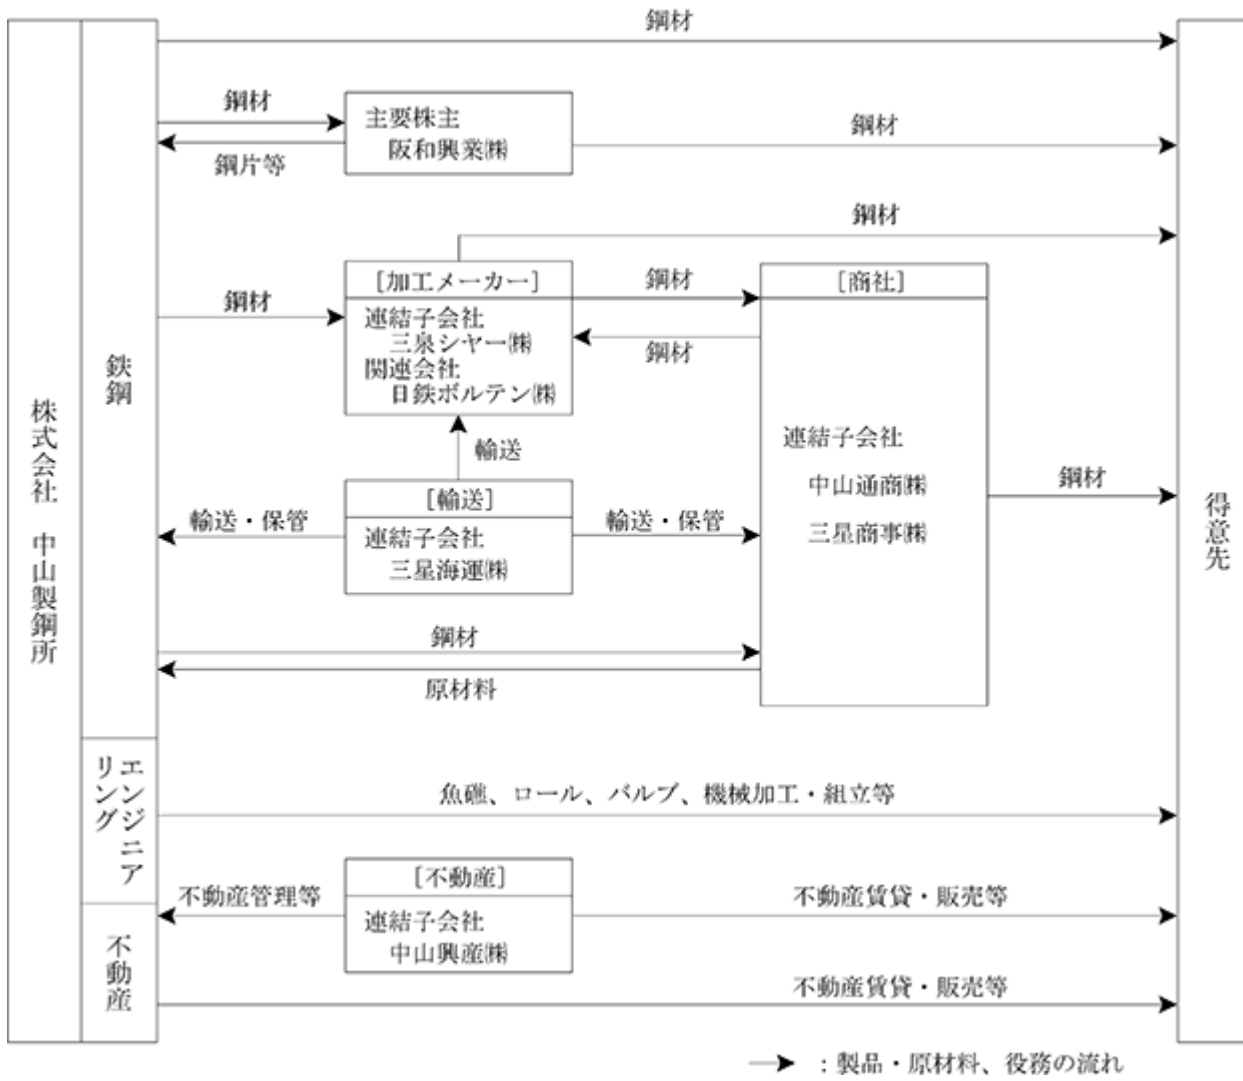 鋼材
鋼材
主要株主
阪和興業㈱
鋼片等
鋼材
鋼材
[加工メーカー]
連結子会社
三泉シヤー㈱
関連会社
日鉄ボルテン㈱
鋼材
鋼材
鋼材
[商社]
連結子会社
中山通商㈱
三星商事㈱
鋼材
輸送
[輸送]
連結子会社
三星海運㈱
輸送・保管
輸送・保管
鋼材
原材料
株式会社 中山製鋼所
鉄鋼
エンジニア
リング
不動産
得意先
魚礁、ロール、バルブ、機械加工・組立等
[不動産]
連結子会社
中山興産㈱
不動産管理等
不動産賃貸・販売等
不動産賃貸・販売等
：製品・原材料、役務の流れ